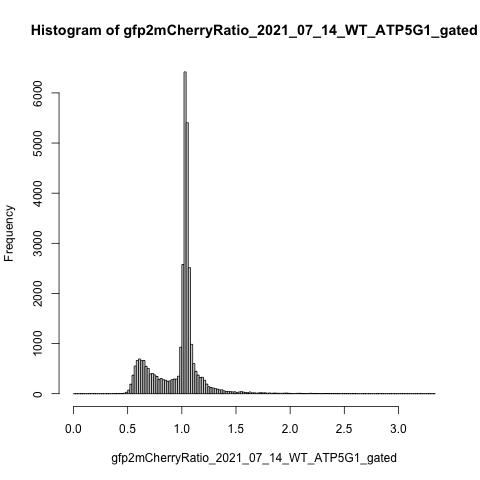 Histogram of gfp2mCherryRatio_2021_07_14_WT_ATP5G1_gated
Frequency
6000
5000
4000
3000
2000
1000
0
0.0 0.5 1.0 1.5 2.0 2.5 3.0
gfp2mCherryRatio_2021_07_14_WT_ATP5G1_gated